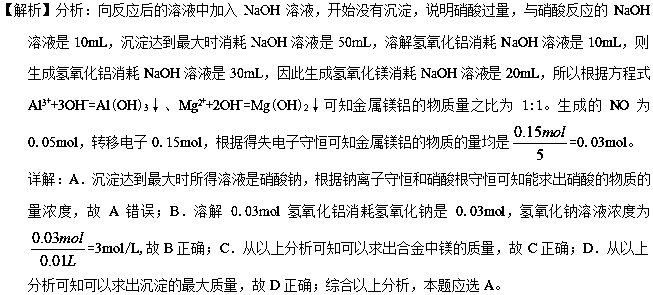 【解析】分析：向反应后的溶液中加入 NaOH 溶液，开始没有沉淀，说明硝酸过量，与硝酸反应的 NaOH
溶液是 10mL，沉淀达到最大时消耗 NaOH 溶液是 50mL，溶解氢氧化铝消耗 NaOH 溶液是 10mL，则
生成氢氧化铝消耗 NaOH 溶液是 30mL，因此生成氢氧化镁消耗 NaOH 溶液是 20mL，所以根据方程式
Al³⁺+3OH⁻=Al(OH)₃↓、Mg²⁺+2OH⁻=Mg(OH)₂↓可知金属镁铝的物质量之比为 1:1。生成的 NO 为
0.05mol，转移电子 0.15mol，根据得失电子守恒可知金属镁铝的物质的量均是 0.15mol/5=0.03mol。
详解：A．沉淀达到最大时所得溶液是硝酸钠，根据钠离子守恒和硝酸根守恒可知能求出硝酸的物质的
量浓度，故 A 错误；B．溶解 0.03mol 氢氧化铝消耗氢氧化钠是 0.03mol，氢氧化钠溶液浓度为
0.03mol/0.01L=3mol/L，故 B 正确；C．从以上分析可知可以求出合金中镁的质量，故 C 正确；D．从以上
分析可知可以求出沉淀的最大质量，故 D 正确；综合以上分析，本题应选 A。